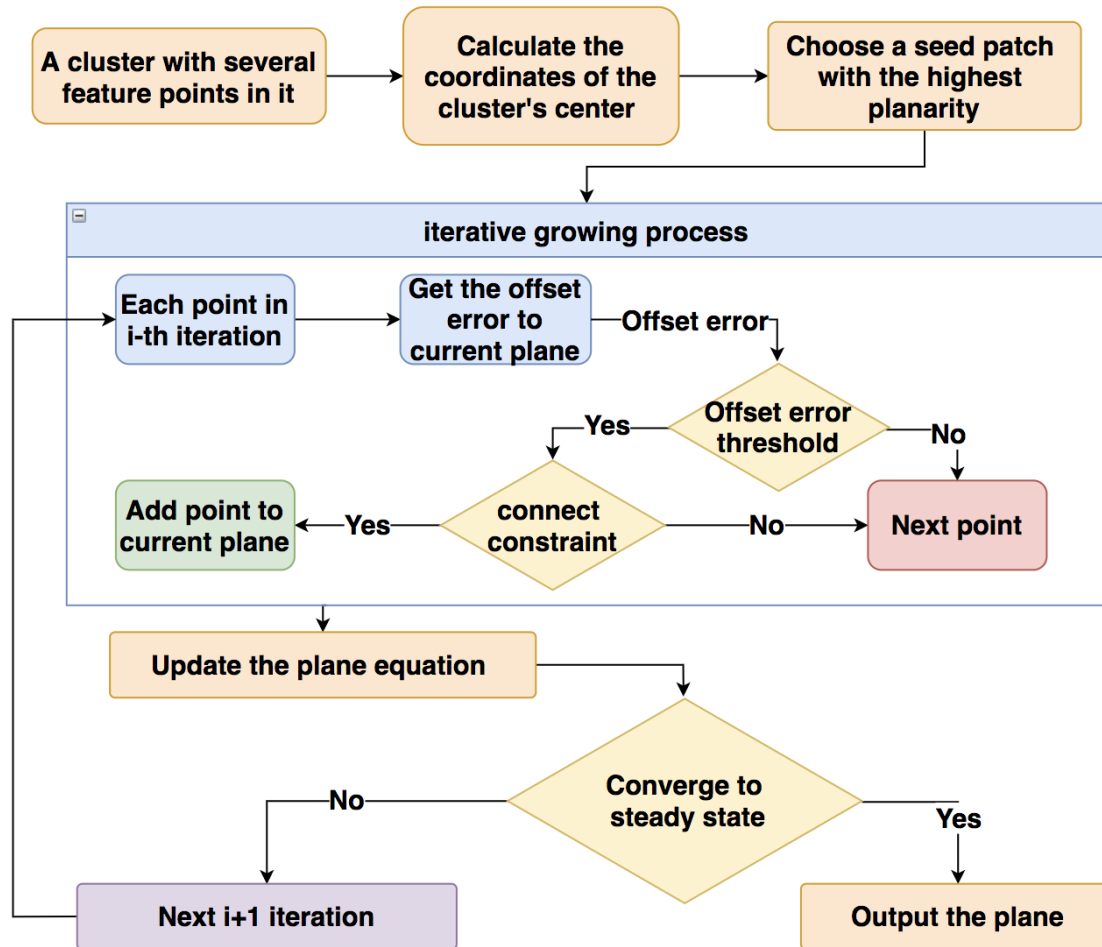 A cluster with several
feature points in it
Calculate the
coordinates of the
cluster's center
Choose a seed patch
with the highest
planarity
iterative growing process
Each point in
i-th iteration
Get the offset
error to
current plane
Offset error
Offset error
threshold
Yes
No
Add point to
current plane
Yes
connect
constraint
No
Next point
Update the plane equation
Converge to
steady state
No
Yes
Next i+1 iteration
Output the plane